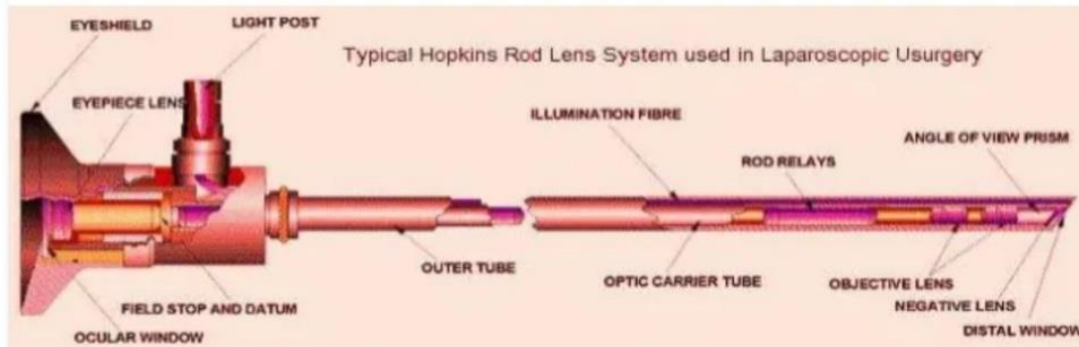 EYESHIELD
LIGHT POST
Typical Hopkins Rod Lens System used in Laparoscopic Usurgery
EYEPIECE LENS
ILLUMINATION FIBRE
ANGLE OF VIEW PRISM
ROD RELAYS
OUTER TUBE
OPTIC CARRIER TUBE
OBJECTIVE LENS
FIELD STOP AND DATUM
NEGATIVE LENS
OCULAR WINDOW
DISTAL WINDOW